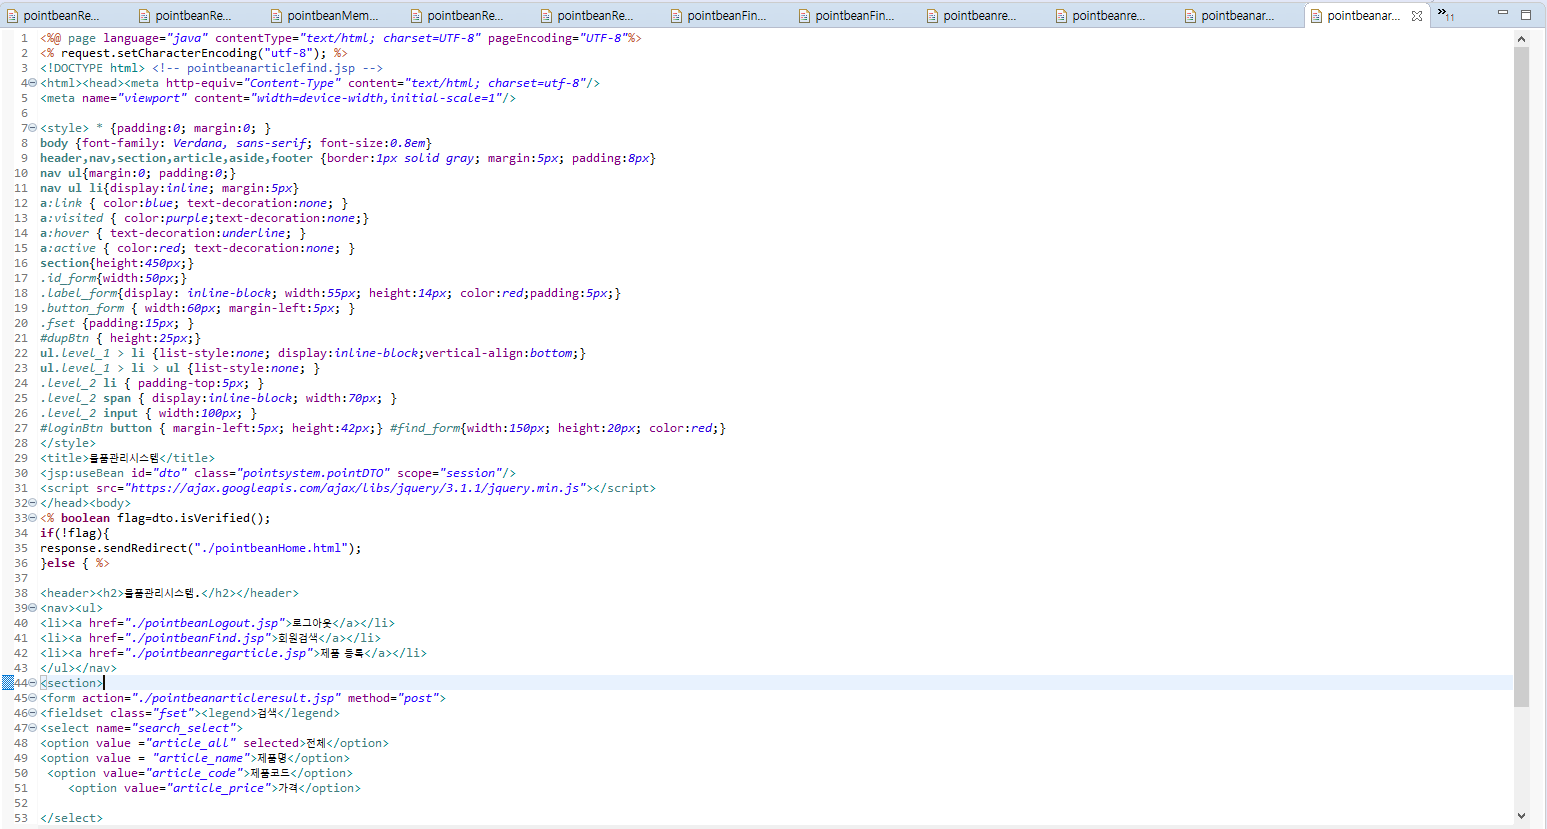 pointbeanRe... pointbeanRe... pointbeanMem... pointbeanRe... pointbeanRe... pointbeanFin... pointbeanFin... pointbeanre... pointbeanre... pointbeanar... pointbeanar... »11
1 <%@ page language="java" contentType="text/html; charset=UTF-8" pageEncoding="UTF-8"%>
2 <% request.setCharacterEncoding("utf-8"); %>
3 <!DOCTYPE html> <!-- pointbeanarticlefind.jsp -->
4 <html><head><meta http-equiv="Content-Type" content="text/html; charset=utf-8"/>
5 <meta name="viewport" content="width=device-width,initial-scale=1"/>
6
7 <style> * {padding:0; margin:0; }
8 body {font-family: Verdana, sans-serif; font-size:0.8em}
9 header,nav,section,article,aside,footer {border:1px solid gray; margin:5px; padding:8px}
10 nav ul{margin:0; padding:0;}
11 nav ul li{display:inline; margin:5px}
12 a:link { color:blue; text-decoration:none; }
13 a:visited { color:purple;text-decoration:none;}
14 a:hover { text-decoration:underline; }
15 a:active { color:red; text-decoration:none; }
16 section{height:450px;}
17 .id_form{width:50px;}
18 .label_form{display: inline-block; width:55px; height:14px; color:red;padding:5px;}
19 .button_form { width:60px; margin-left:5px; }
20 .fset {padding:15px; }
21 #dupBtn { height:25px;}
22 ul.level_1 > li {list-style:none; display:inline-block;vertical-align:bottom;}
23 ul.level_1 > li > ul {list-style:none; }
24 .level_2 li { padding-top:5px; }
25 .level_2 span { display:inline-block; width:70px; }
26 .level_2 input { width:100px; }
27 #loginBtn button { margin-left:5px; height:42px;} #find_form{width:150px; height:20px; color:red;}
28 </style>
29 <title>물품관리시스템</title>
30 <jsp:useBean id="dto" class="pointsystem.pointDTO" scope="session"/>
31 <script src="https://ajax.googleapis.com/ajax/libs/jquery/3.1.1/jquery.min.js"></script>
32 </head><body>
33 <% boolean flag=dto.isVerified();
34 if(!flag){
35 response.sendRedirect("./pointbeanHome.html");
36 }else { %>
37
38 <header><h2>물품관리시스템.</h2></header>
39 <nav><ul>
40 <li><a href="./pointbeanLogout.jsp">로그아웃</a></li>
41 <li><a href="./pointbeanFind.jsp">회원검색</a></li>
42 <li><a href="./pointbeanregarticle.jsp">제품 등록</a></li>
43 </ul></nav>
44 <section>
45 <form action="./pointbeanarticleresult.jsp" method="post">
46 <fieldset class="fset"><legend>검색</legend>
47 <select name="search_select">
48 <option value ="article_all" selected>전체</option>
49 <option value = "article_name">제품명</option>
50 <option value="article_code">제품코드</option>
51 <option value="article_price">가격</option>
52
53 </select>